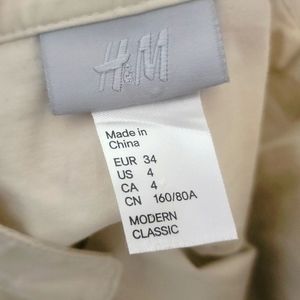 H&M
Made in
China
EUR 34
US 4
CA 4
CN 160/80A
MODERN
CLASSIC